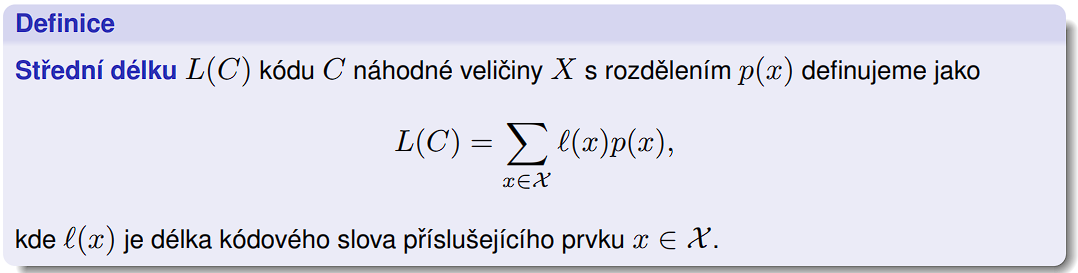 Definice
Střední délku L(C) kódu C náhodné veličiny X s rozdělením p(x) definujeme jako
L(C) = ∑_{x∈𝒳} ℓ(x)p(x),
kde ℓ(x) je délka kódového slova příslušejícího prvku x ∈ 𝒳.